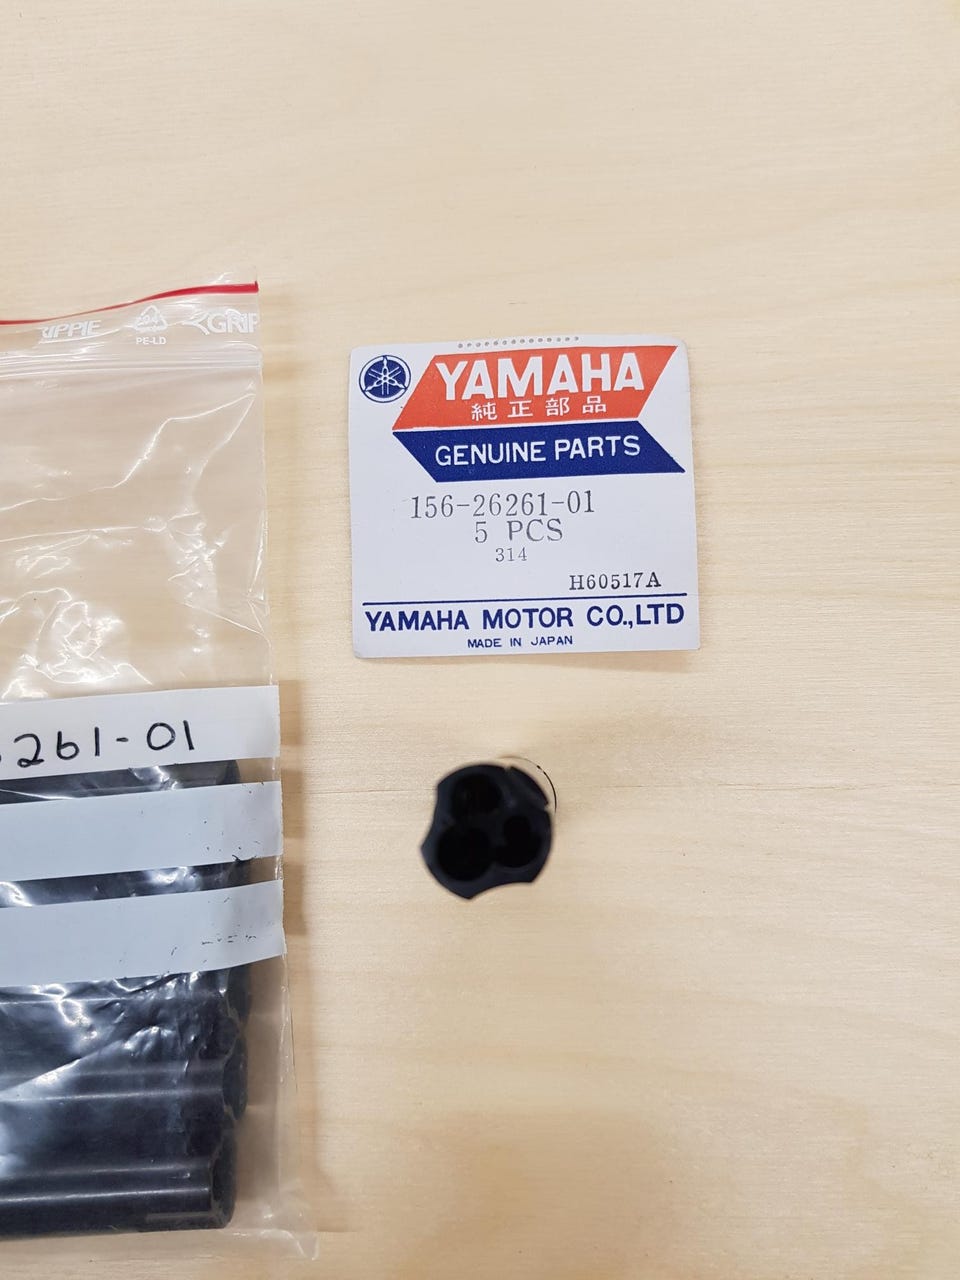 GRIP
PE-LD
YAMAHA
純正部品
GENUINE PARTS
156-26261-01
5 PCS
314
H60517A
YAMAHA MOTOR CO.,LTD
MADE IN JAPAN
261-01